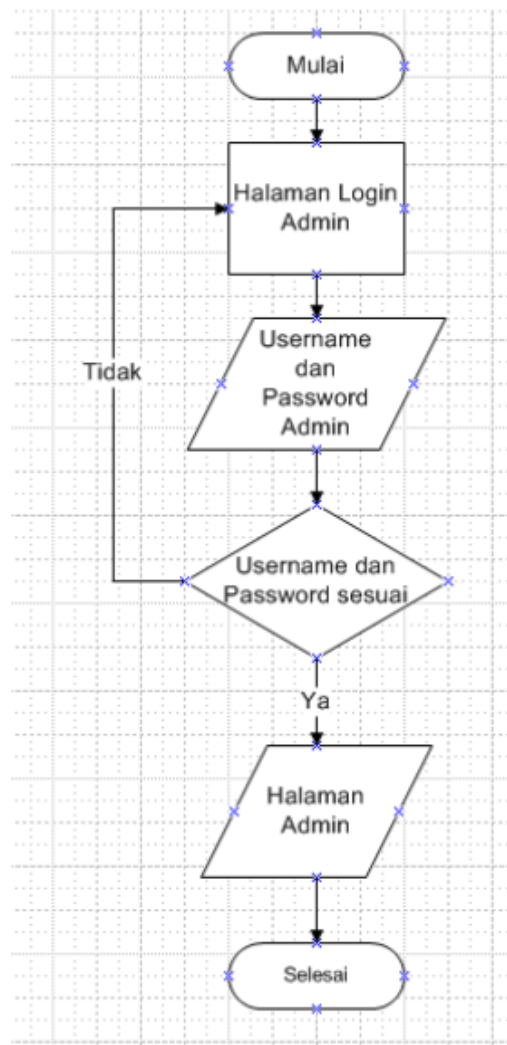 Mulai
Halaman Login
Admin
Username
dan
Password
Admin
Tidak
Username dan
Password sesuai
Ya
Halaman
Admin
Selesai